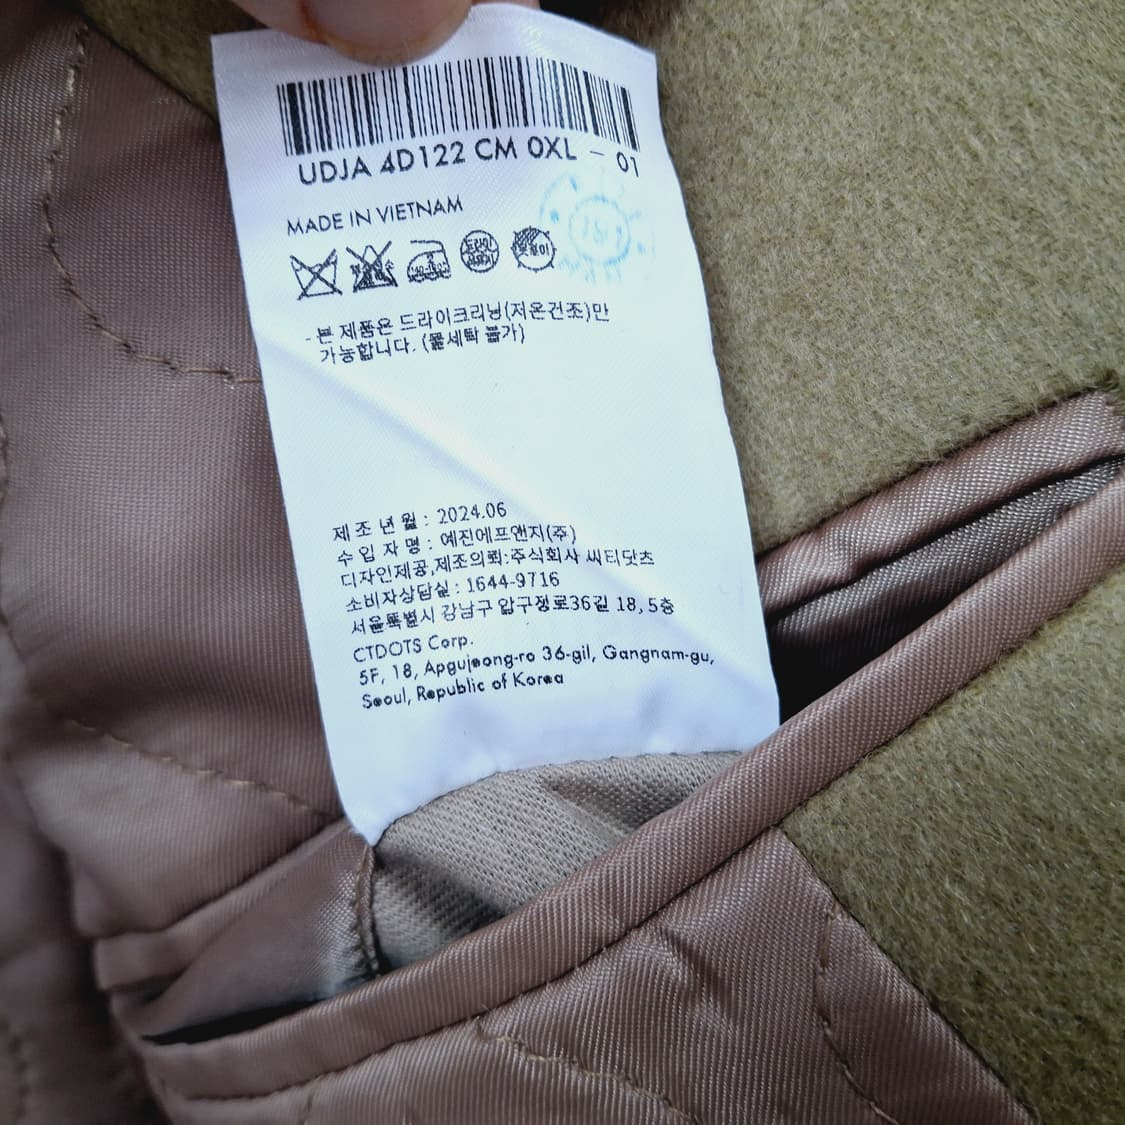 UDJA 4D122 CM 0XL - 01
MADE IN VIETNAM
드라이
- 본 제품은 드라이크리닝(저온건조)만
가능합니다. (물세탁 불가)
제 조 년 월 : 2024.06
수 입 자 명 : 예진에프앤지(주)
디자인제공,제조의뢰:주식회사 씨티닷츠
소비자상담실 : 1644-9716
서울특별시 강남구 압구정로36길 18, 5층
CTDOTS Corp.
5F, 18, Apgujeong-ro 36-gil, Gangnam-gu,
Seoul, Republic of Korea